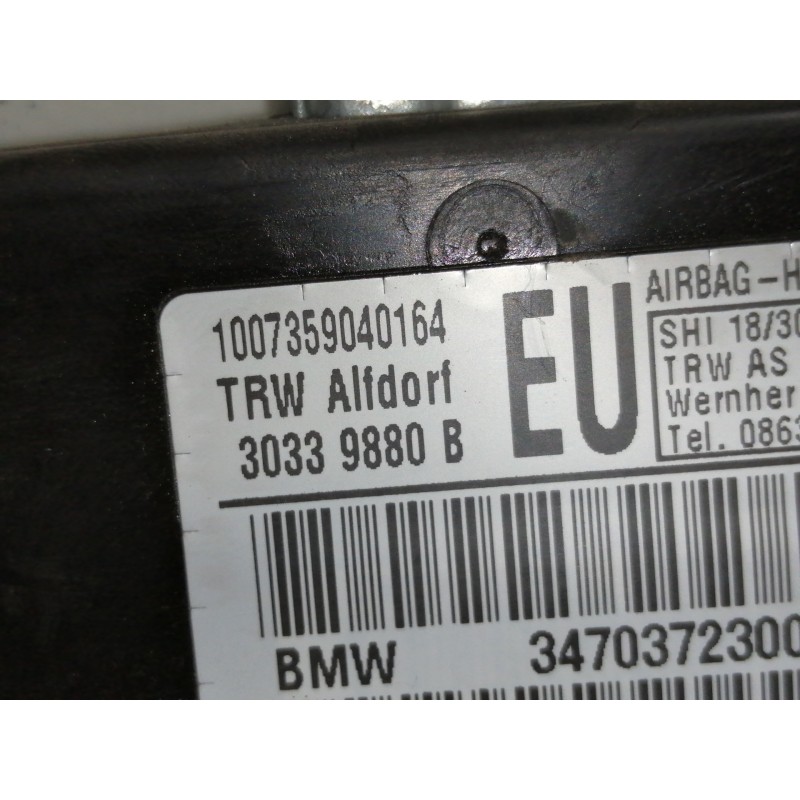 1007359040164
TRW Alfdorf
3033 9880 B
EU
AIRBAG-H
SHI 18/30
TRW AS
Wernher
Tel. 0863
BMW 3470372300